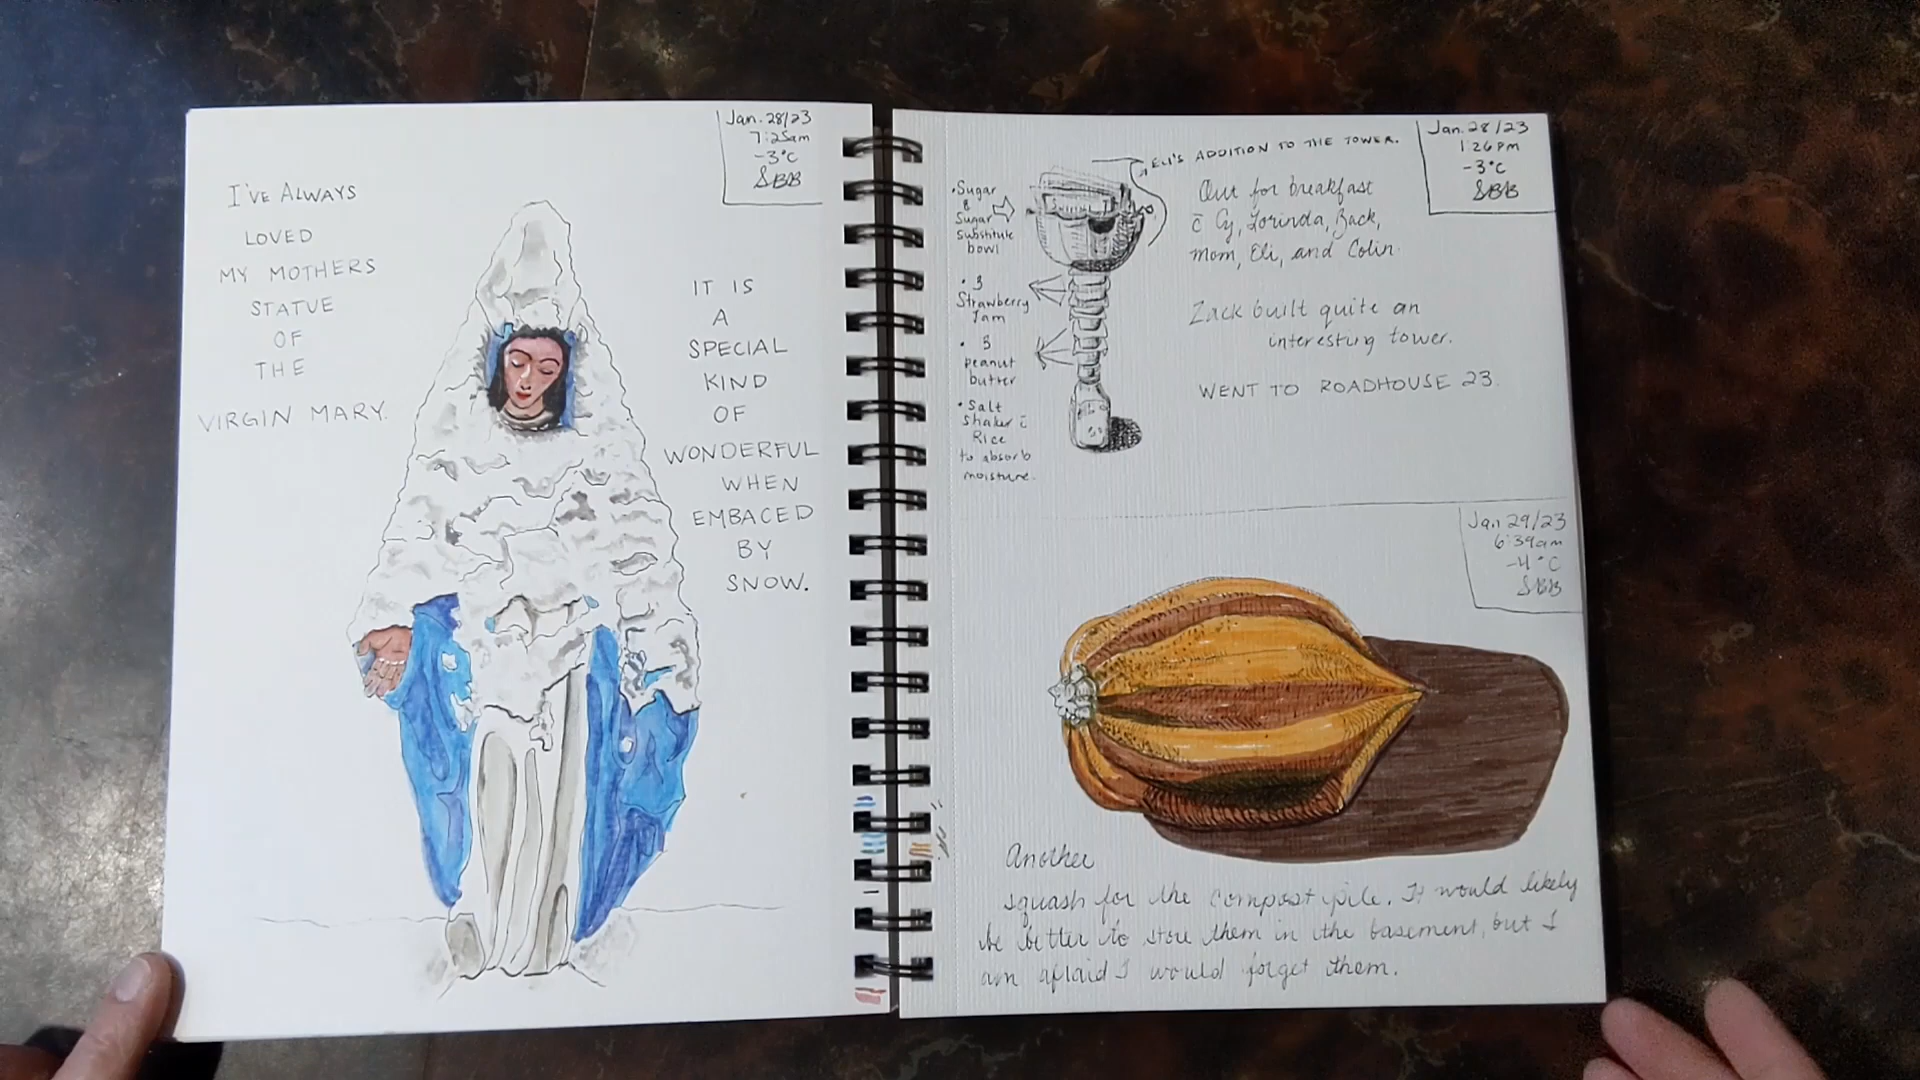 Jan. 28/23
7:25am
-3°C
SBB
I'VE ALWAYS
LOVED
MY MOTHERS
STATUE
OF
THE
VIRGIN MARY.
IT IS
A
SPECIAL
KIND
OF
WONDERFUL
WHEN
EMBACED
BY
SNOW.
Jan. 28/23
1:26pm
-3°C
SBB
ELI'S ADDITION TO THE TOWER.
• Sugar
&
Sugar
substitute
bowl
• 3
Strawberry
Jam
• 3
peanut
butter
• Salt
shaker c̄
Rice
to absorb
moisture.
Out for breakfast
c̄ Cy, Lorinda, Zack,
Mom, Eli, and Colin.
Zack built quite an
interesting tower.
WENT TO ROADHOUSE 23.
Jan 29/23
6:39am
-4°C
SBB
Another
squash for the compost pile. It would likely
be better to store them in the basement, but I
am afraid I would forget them.